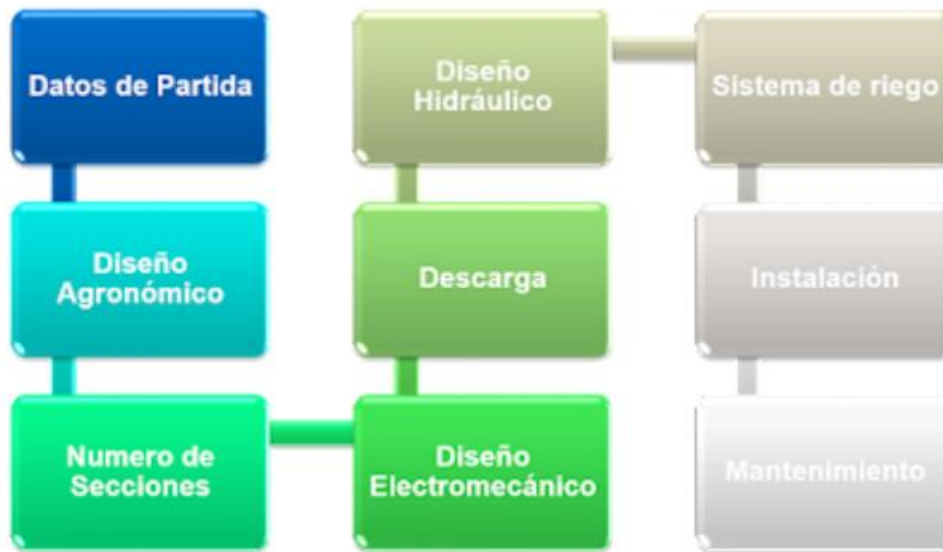 Datos de Partida
Diseño
Agronómico
Numero de
Secciones
Diseño
Electromecánico
Descarga
Diseño
Hidráulico
Sistema de riego
Instalación
Mantenimiento